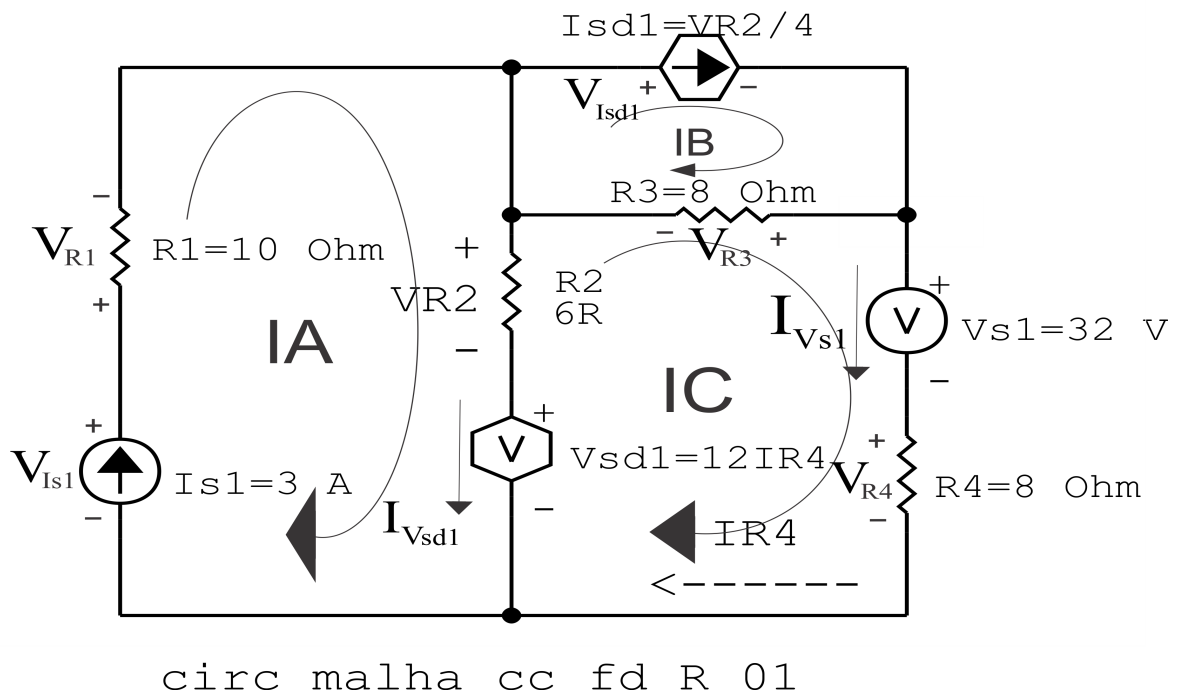 Isd1=VR2/4
+ −
VIsd1
IB
R3=8 Ohm
− +
VR3
−
VR1
R1=10 Ohm
+
+
VR2
−
R2
6R
IVs1
+
Vs1=32 V
V
−
IA
IC
+
VIs1
Is1=3 A
−
+
V
Vsd1=12IR4
−
IVsd1
+
VR4
R4=8 Ohm
−
IR4
<------
circ malha cc fd R 01